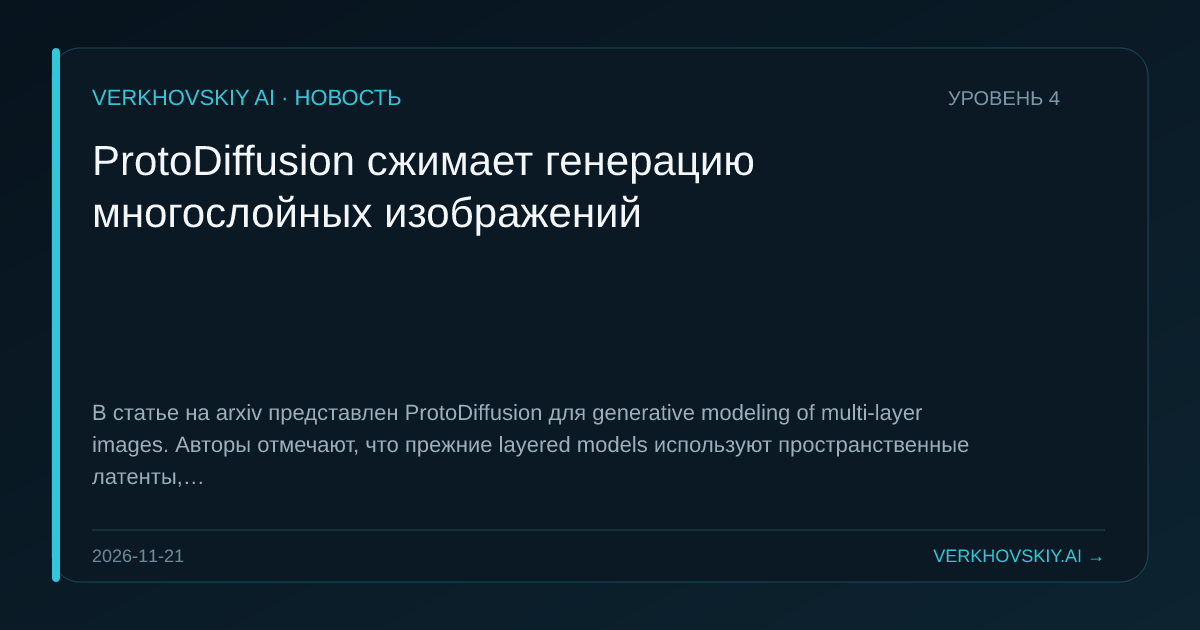 VERKHOVSKIY AI · НОВОСТЬ
УРОВЕНЬ 4
ProtoDiffusion сжимает генерацию
многослойных изображений
В статье на arxiv представлен ProtoDiffusion для generative modeling of multi-layer
images. Авторы отмечают, что прежние layered models используют пространственные
латенты,…
2026-11-21
VERKHOVSKIY.AI →